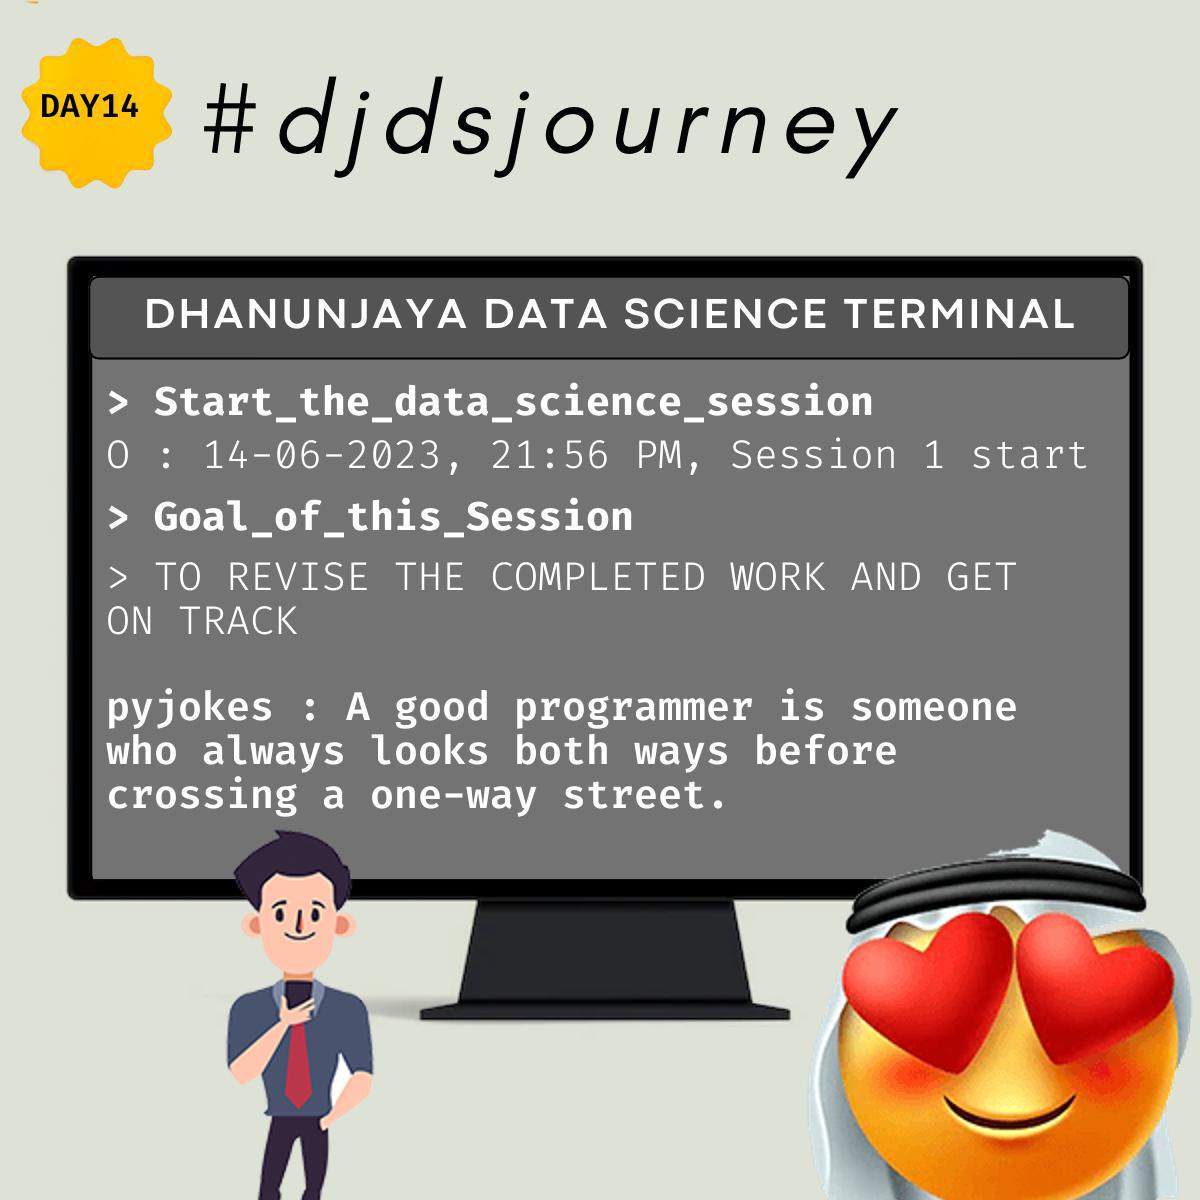 DAY14
#djdsjourney
DHANUNJAYA DATA SCIENCE TERMINAL
> Start_the_data_science_session
O : 14-06-2023, 21:56 PM, Session 1 start
> Goal_of_this_Session
> TO REVISE THE COMPLETED WORK AND GET
ON TRACK
pyjokes : A good programmer is someone
who always looks both ways before
crossing a one-way street.